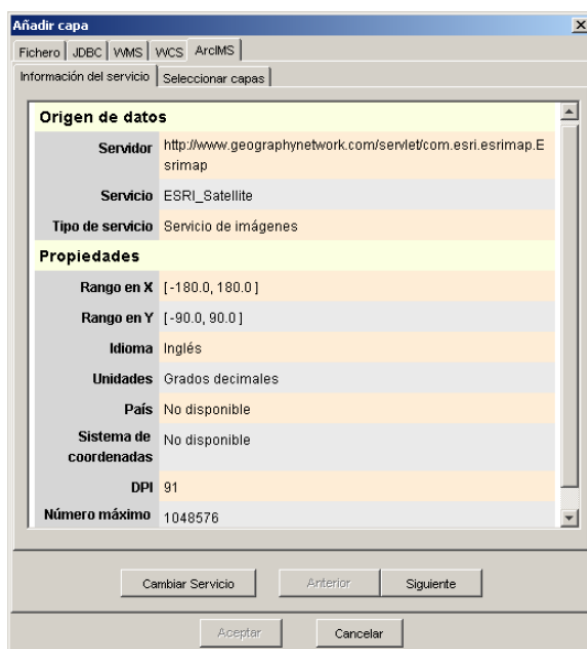 Añadir capa
Fichero JDBC WMS WCS ArcIMS
Información del servicio Seleccionar capas
Origen de datos
Servidor http://www.geographynetwork.com/servlet/com.esri.esrimap.E
srimap
Servicio ESRI_Satellite
Tipo de servicio Servicio de imágenes
Propiedades
Rango en X [ -180.0, 180.0 ]
Rango en Y [ -90.0, 90.0 ]
Idioma Inglés
Unidades Grados decimales
País No disponible
Sistema de No disponible
coordenadas
DPI 91
Número máximo 1048576
Cambiar Servicio Anterior Siguiente
Aceptar Cancelar